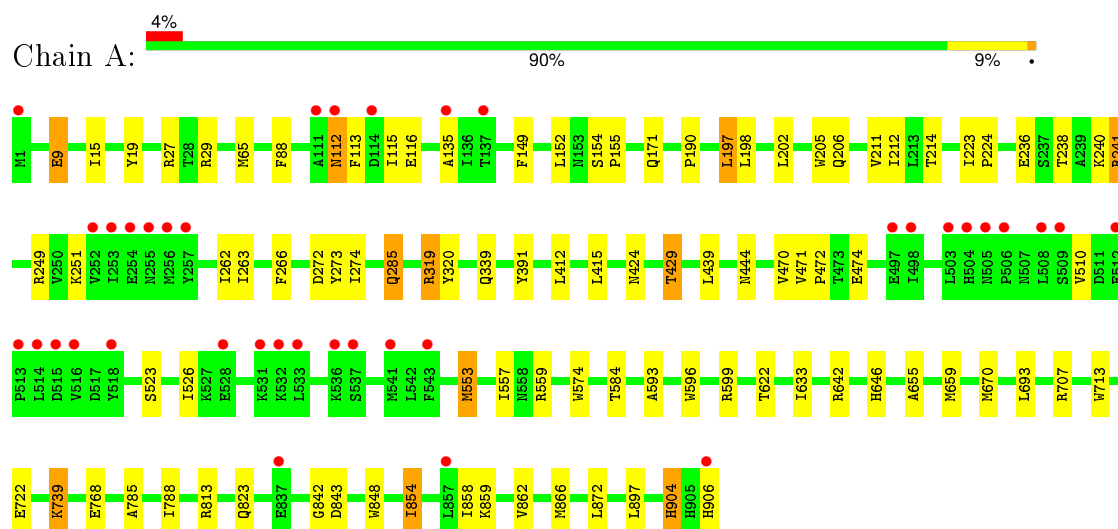 4%
Chain A:
90% 9% •
M1 E9 I15 Y19 R27 T28 R29 M65 F88 A111 N112 F113 D114 I115 E116 A135 I136 T137 F149 L152 N153 S154 P155 Q171 P190 L197 L198 L202 W205 Q206 V211 I212 L213 T214 I223 P224 E236 S237 T238 A239 K240
R249 V250 K251 V252 I253 E254 N255 M256 Y257 I262 I263 F266 D272 Y273 I274 Q285 R319 Y320 Q339 Y391 L412 L415 N424 T429 L439 N444 V470 V471 P472 T473 E474 E497 I498 L503 H504 N505 P506 N507 L508 S509 V510 D511
P513 L514 D515 V516 D517 Y518 S523 I526 K527 E528 K531 K532 L533 K536 S537 M541 L542 F543 M553 I557 N558 R559 W574 T584 A593 W596 R599 T622 I633 R642 H646 A655 M659 M670 L693 R707 W713
E722 K739 E768 A785 I788 R813 Q823 E837 G842 D843 W848 I854 L857 I858 K859 V862 M866 L872 L897 H904 H905 H906